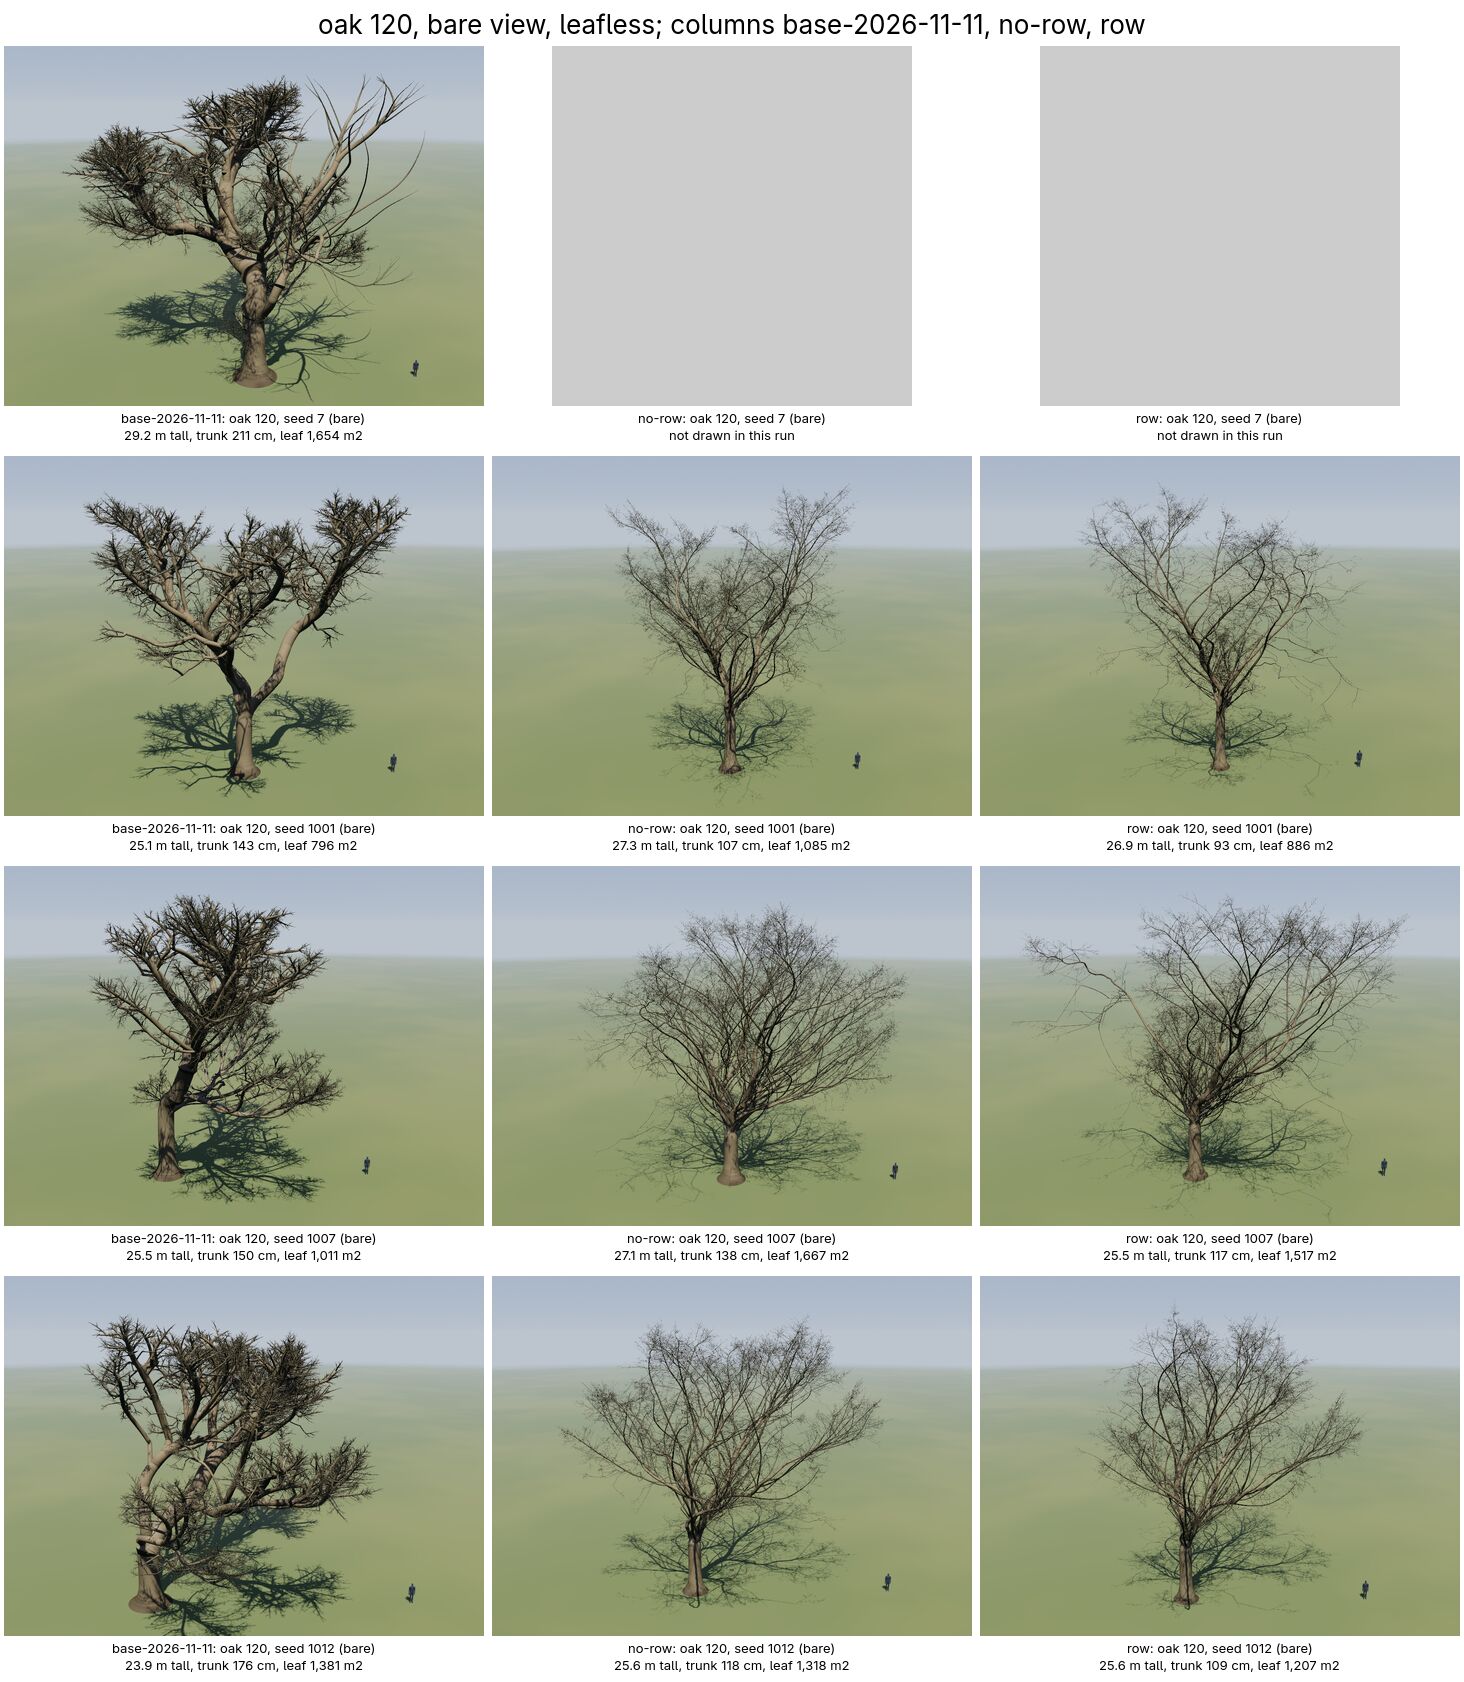 oak 120, bare view, leafless; columns base-2026-11-11, no-row, row
base-2026-11-11: oak 120, seed 7 (bare)
29.2 m tall, trunk 211 cm, leaf 1,654 m2
no-row: oak 120, seed 7 (bare)
not drawn in this run
row: oak 120, seed 7 (bare)
not drawn in this run
base-2026-11-11: oak 120, seed 1001 (bare)
25.1 m tall, trunk 143 cm, leaf 796 m2
no-row: oak 120, seed 1001 (bare)
27.3 m tall, trunk 107 cm, leaf 1,085 m2
row: oak 120, seed 1001 (bare)
26.9 m tall, trunk 93 cm, leaf 886 m2
base-2026-11-11: oak 120, seed 1007 (bare)
25.5 m tall, trunk 150 cm, leaf 1,011 m2
no-row: oak 120, seed 1007 (bare)
27.1 m tall, trunk 138 cm, leaf 1,667 m2
row: oak 120, seed 1007 (bare)
25.5 m tall, trunk 117 cm, leaf 1,517 m2
base-2026-11-11: oak 120, seed 1012 (bare)
23.9 m tall, trunk 176 cm, leaf 1,381 m2
no-row: oak 120, seed 1012 (bare)
25.6 m tall, trunk 118 cm, leaf 1,318 m2
row: oak 120, seed 1012 (bare)
25.6 m tall, trunk 109 cm, leaf 1,207 m2